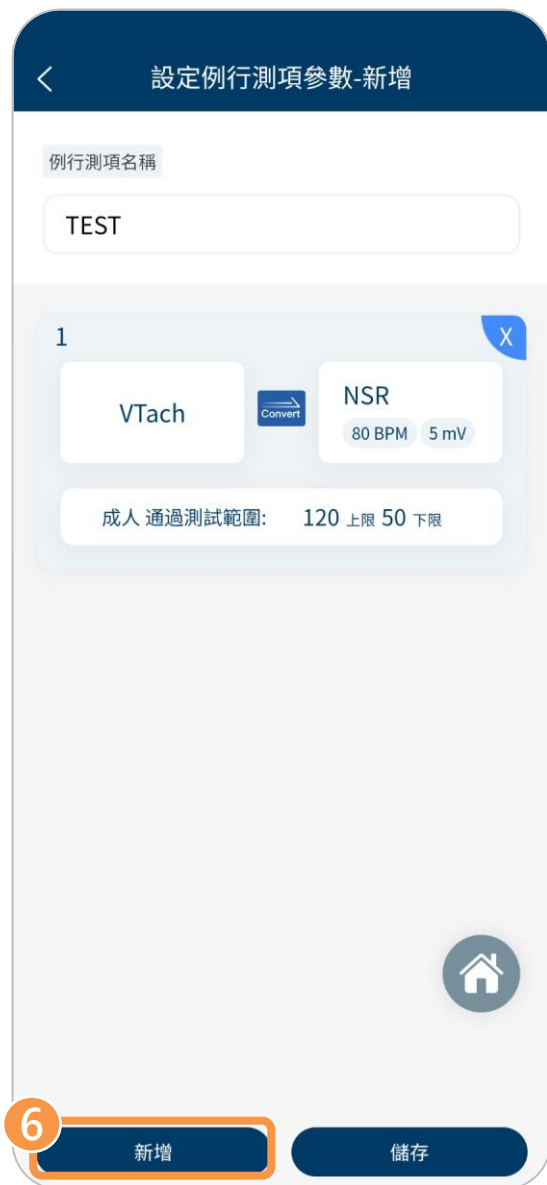 設定例行測項參數-新增
例行測項名稱
TEST
1
X
VTach
Convert
NSR
80 BPM 5 mV
成人 通過測試範圍: 120 上限 50 下限
6
新增 儲存